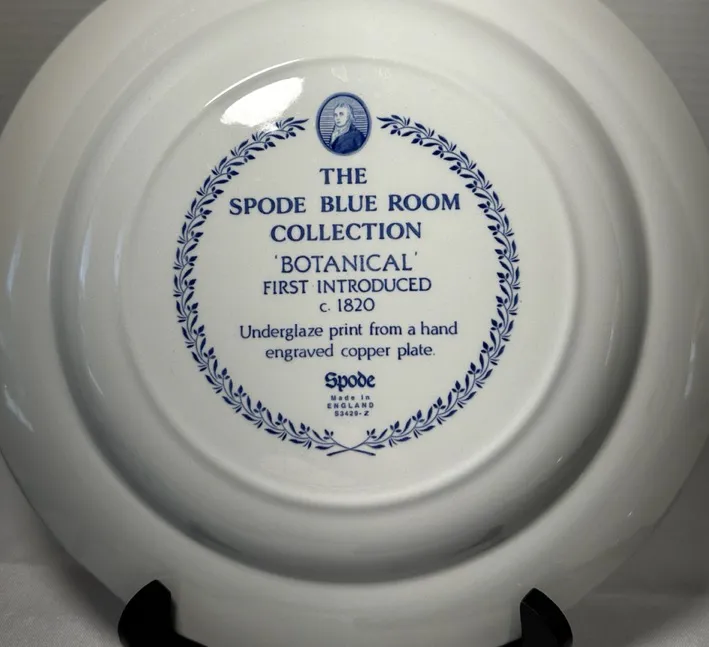 THE
SPODE BLUE ROOM
COLLECTION
'BOTANICAL'
FIRST INTRODUCED
c. 1820
Underglaze print from a hand
engraved copper plate.
Spode
Made in
ENGLAND
S3429-Z